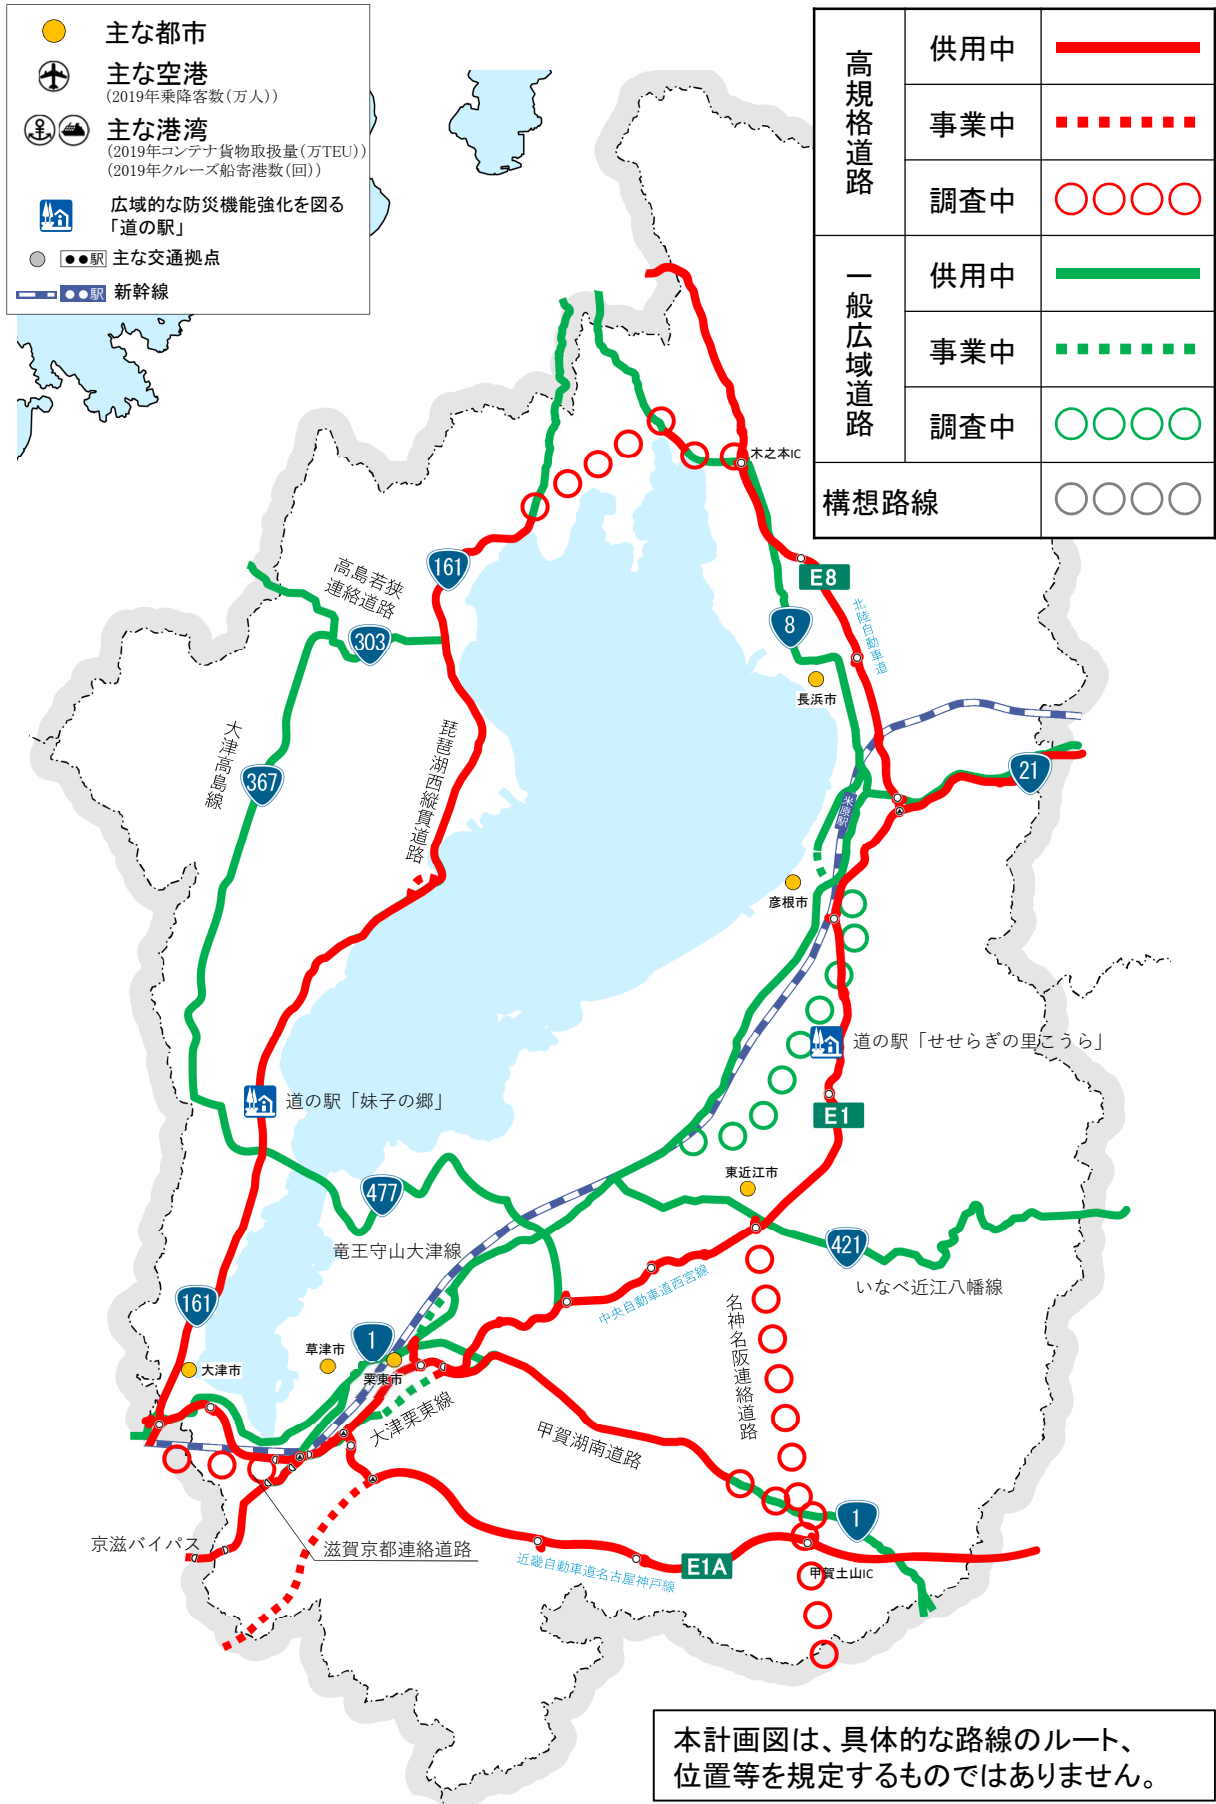 主な都市
主な空港
(2019年乗降客数(万人))
主な港湾
(2019年コンテナ貨物取扱量(万TEU))
(2019年クルーズ船寄港数(回))
広域的な防災機能強化を図る
「道の駅」
●●駅 主な交通拠点
●●駅 新幹線
高規格道路
供用中
事業中
調査中
一般広域道路
供用中
事業中
調査中
構想路線
木之本IC
161
高島若狭
連絡道路
303
E8
北陸自動車道
8
長浜市
大津高島線
367
琵琶湖西縦貫道路
21
米原駅
彦根市
道の駅「せせらぎの里こうら」
道の駅「妹子の郷」
E1
東近江市
477
竜王守山大津線
421
いなべ近江八幡線
中央自動車道西宮線
161
1
草津市
大津市
栗東市
名神名阪連絡道路
大津栗東線
甲賀湖南道路
1
京滋バイパス
滋賀京都連絡道路
近畿自動車道名古屋神戸線
E1A
甲賀土山IC
本計画図は、具体的な路線のルート、
位置等を規定するものではありません。